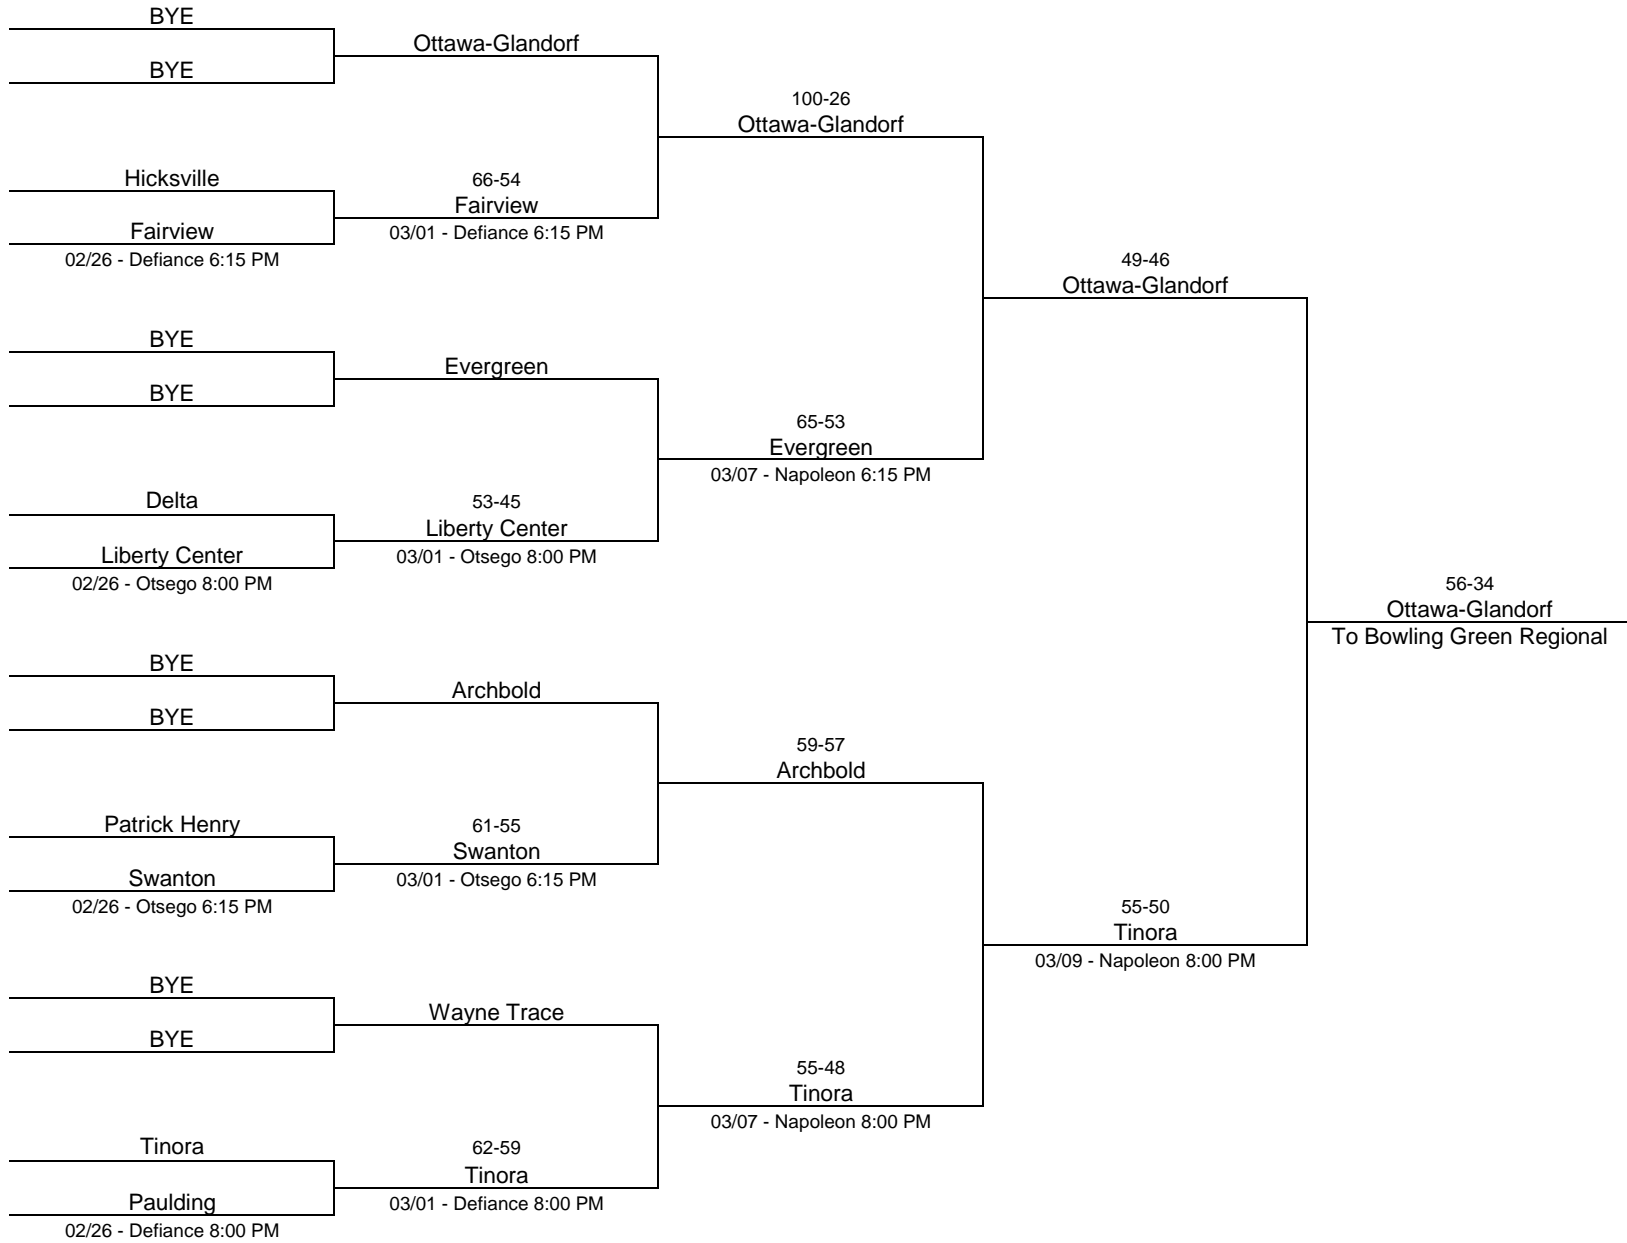 BYE
BYE
Hicksville
Fairview
02/26 - Defiance 6:15 PM
BYE
BYE
Delta
Liberty Center
02/26 - Otsego 8:00 PM
BYE
BYE
Patrick Henry
Swanton
02/26 - Otsego 6:15 PM
BYE
BYE
Tinora
Paulding
02/26 - Defiance 8:00 PM
Ottawa-Glandorf
66-54
Fairview
03/01 - Defiance 6:15 PM
Evergreen
53-45
Liberty Center
03/01 - Otsego 8:00 PM
Archbold
61-55
Swanton
03/01 - Otsego 6:15 PM
Wayne Trace
62-59
Tinora
03/01 - Defiance 8:00 PM
100-26
Ottawa-Glandorf
65-53
Evergreen
03/07 - Napoleon 6:15 PM
59-57
Archbold
55-48
Tinora
03/07 - Napoleon 8:00 PM
49-46
Ottawa-Glandorf
55-50
Tinora
03/09 - Napoleon 8:00 PM
56-34
Ottawa-Glandorf
To Bowling Green Regional